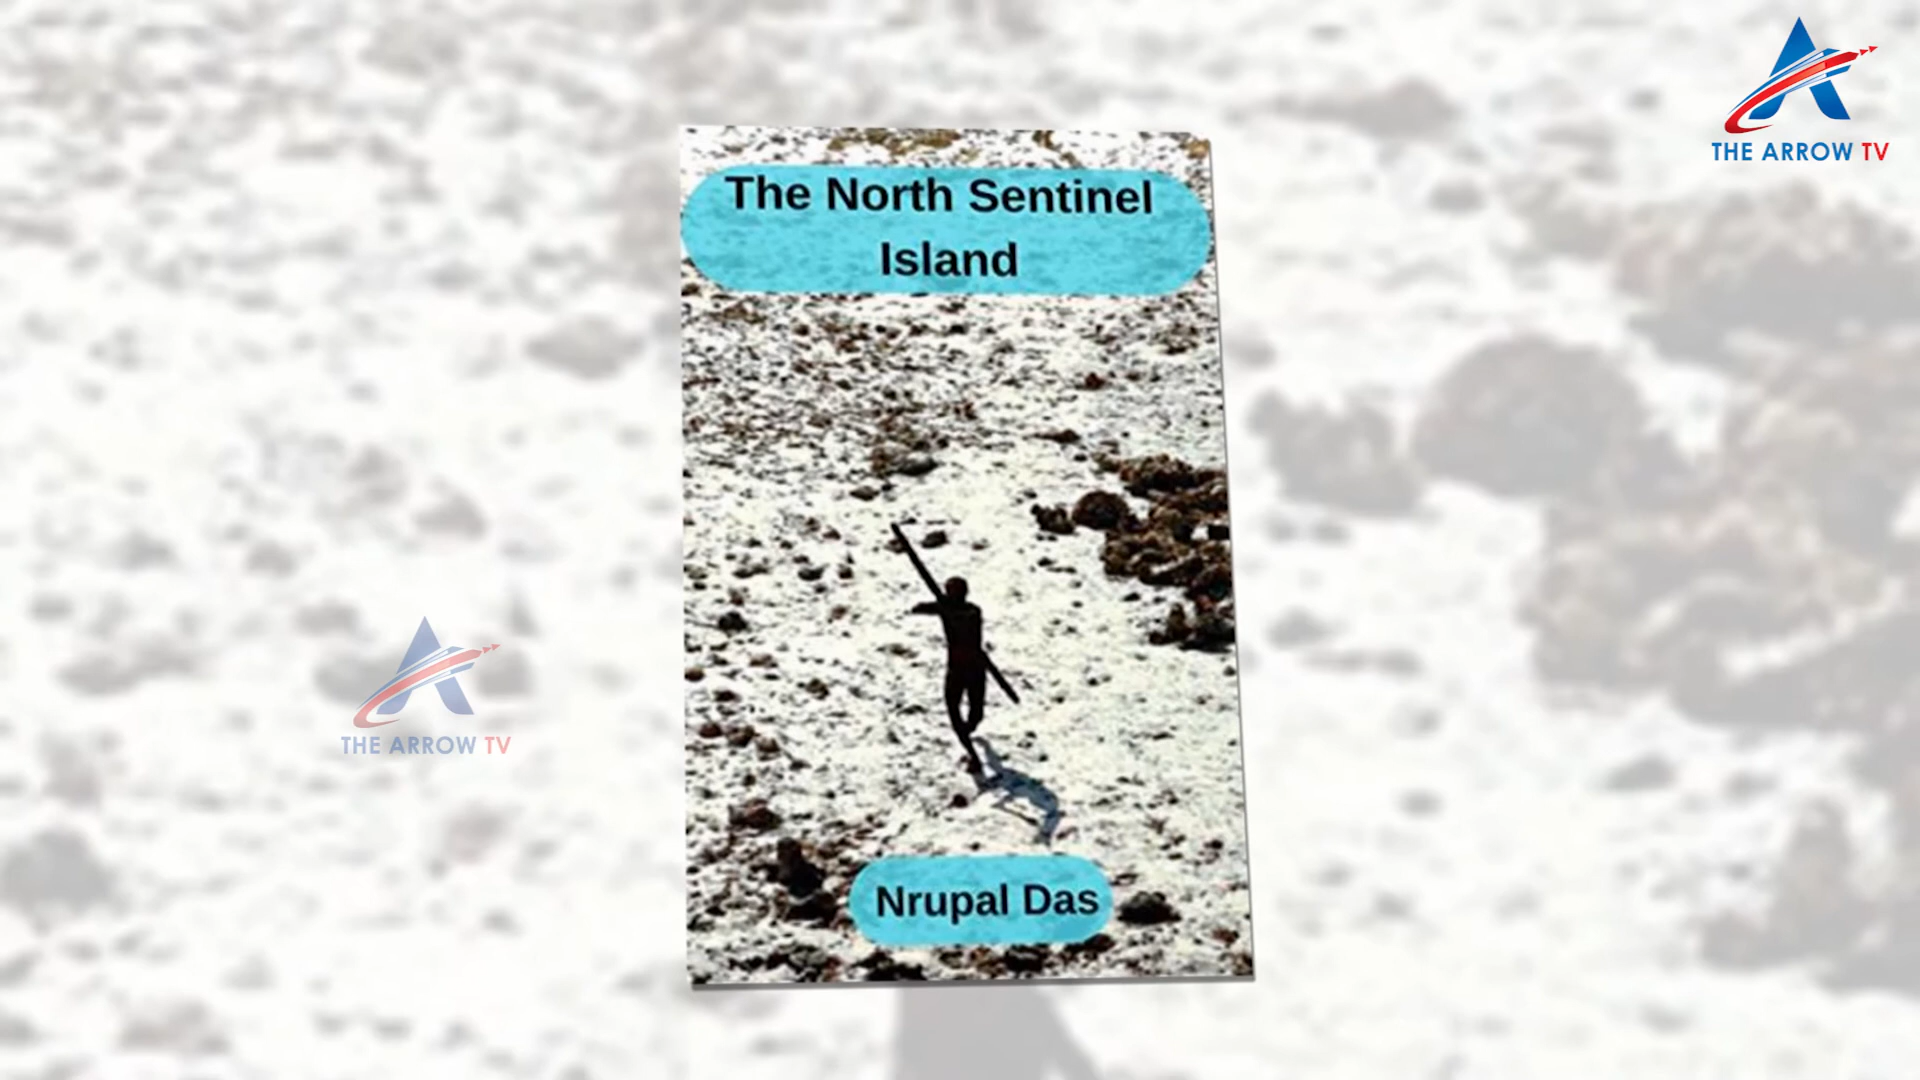 THE ARROW TV
The North Sentinel
Island
THE ARROW TV
Nrupal Das